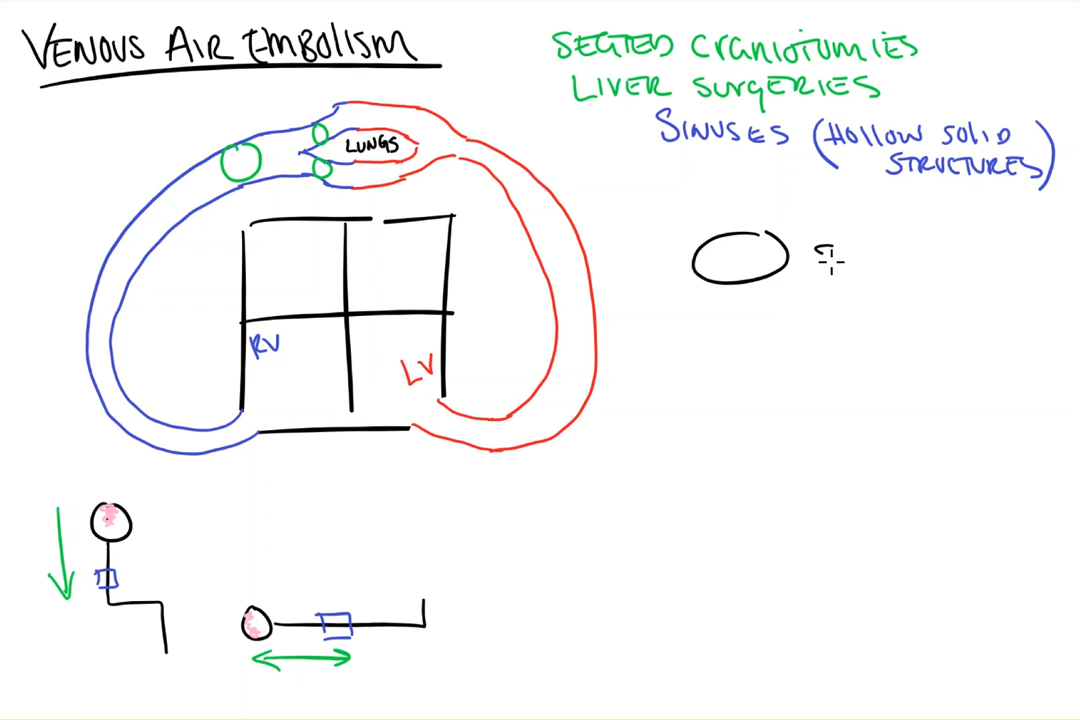 VENOUS AIR EMBOLISM
SEATED CRANIOTOMIES
LIVER SURGERIES
SINUSES (HOLLOW SOLID
STRUCTURES)
LUNGS
RV
LV